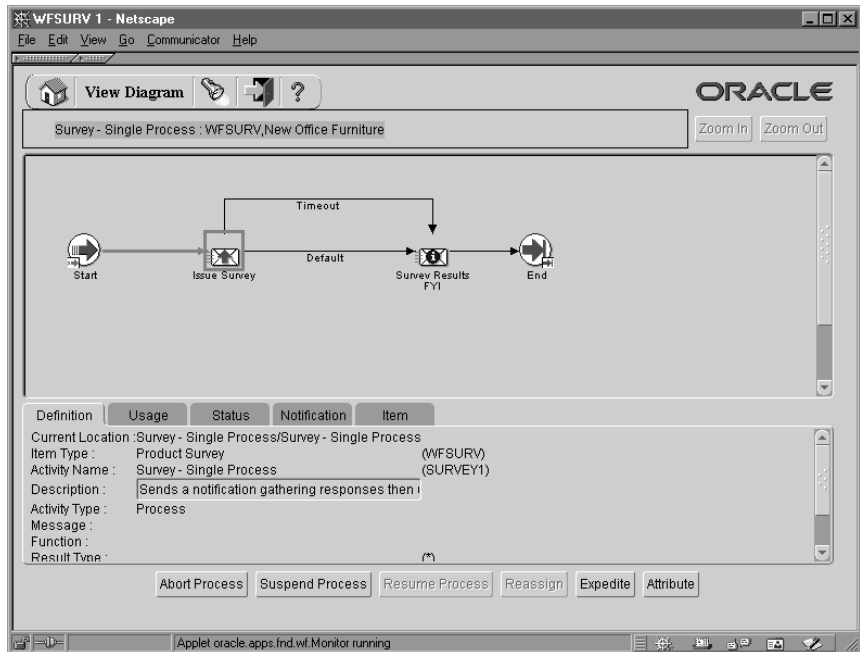 WFSURV 1 - Netscape
File Edit View Go Communicator Help
View Diagram
?
ORACLE
Survey - Single Process : WFSURV,New Office Furniture
Zoom In Zoom Out
Timeout
Default
Start
Issue Survey
Survey Results
FYI
End
Definition Usage Status Notification Item
Current Location :Survey - Single Process/Survey - Single Process
Item Type : Product Survey (WFSURV)
Activity Name : Survey - Single Process (SURVEY1)
Description : Sends a notification gathering responses then
Activity Type : Process
Message :
Function :
Result Type : (*)
Abort Process Suspend Process Resume Process Reassign Expedite Attribute
Applet oracle.apps.fnd.wf.Monitor running